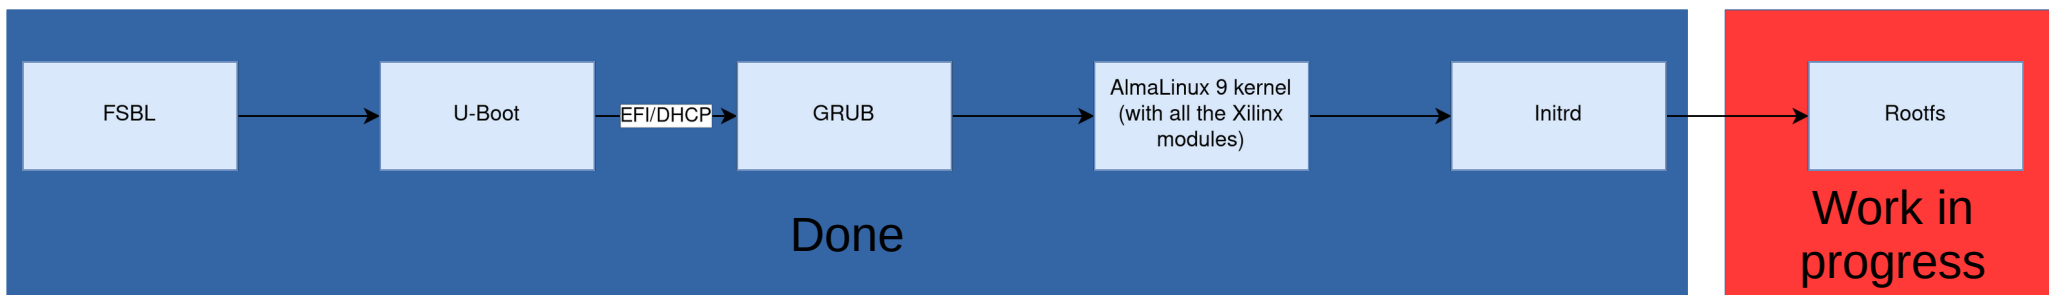 FSBL
U-Boot
EFI/DHCP
GRUB
AlmaLinux 9 kernel
(with all the Xilinx
modules)
Initrd
Rootfs
Done
Work in
progress